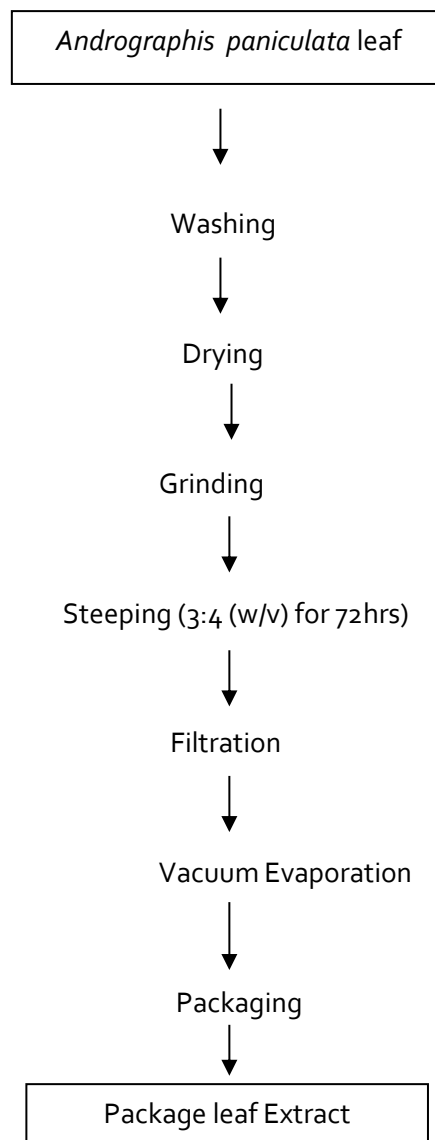 Andrographis paniculata leaf
Washing
Drying
Grinding
Steeping (3:4 (w/v) for 72hrs)
Filtration
Vacuum Evaporation
Packaging
Package leaf Extract